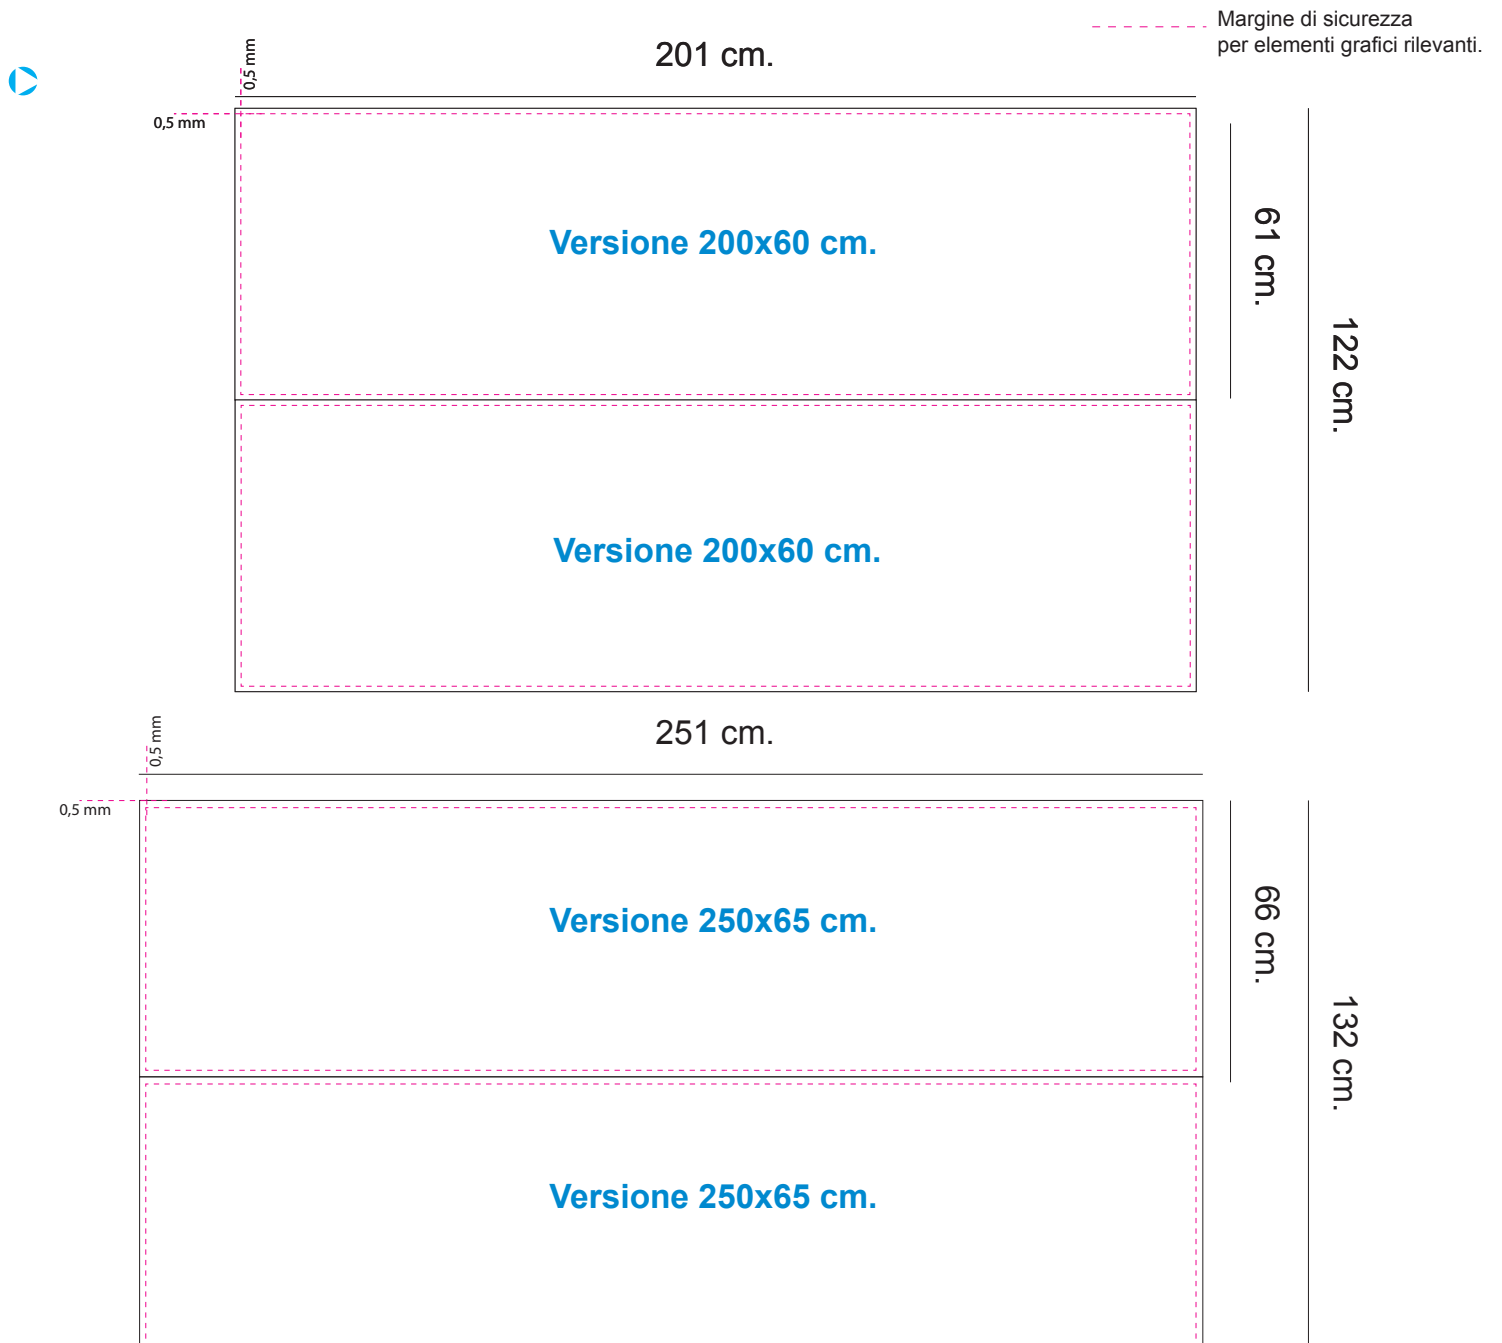 Margine di sicurezza
per elementi grafici rilevanti.
201 cm.
0,5 mm
0,5 mm
Versione 200x60 cm.
61 cm.
122 cm.
Versione 200x60 cm.
251 cm.
0,5 mm
0,5 mm
Versione 250x65 cm.
66 cm.
132 cm.
Versione 250x65 cm.